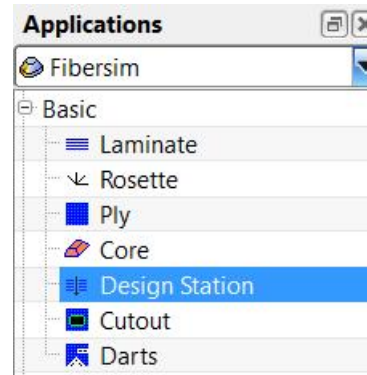 Applications
Fibersim
Basic
Laminate
Rosette
Ply
Core
Design Station
Cutout
Darts